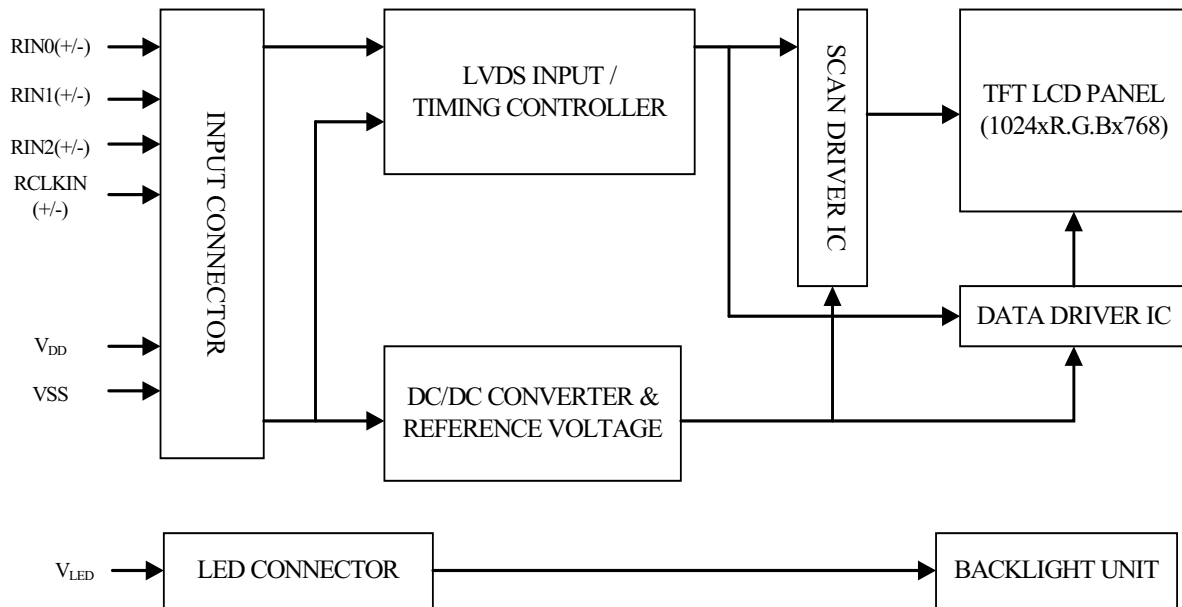 RIN0(+/-)
RIN1(+/-)
RIN2(+/-)
RCLKIN
(+/-)
VDD
VSS
INPUT CONNECTOR
LVDS INPUT /
TIMING CONTROLLER
DC/DC CONVERTER &
REFERENCE VOLTAGE
SCAN DRIVER IC
TFT LCD PANEL
(1024xR.G.Bx768)
DATA DRIVER IC
VLED
LED CONNECTOR
BACKLIGHT UNIT